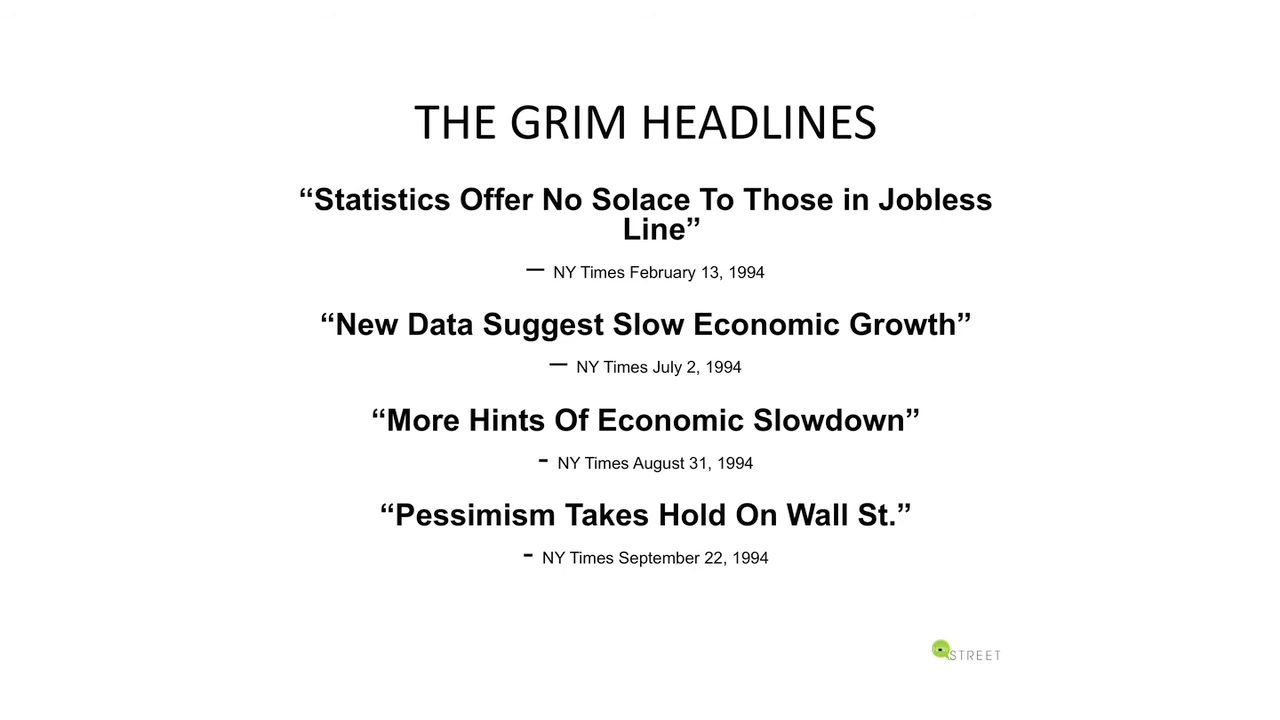 THE GRIM HEADLINES
“Statistics Offer No Solace To Those in Jobless
Line”
— NY Times February 13, 1994
“New Data Suggest Slow Economic Growth”
— NY Times July 2, 1994
“More Hints Of Economic Slowdown”
- NY Times August 31, 1994
“Pessimism Takes Hold On Wall St.”
- NY Times September 22, 1994
STREET